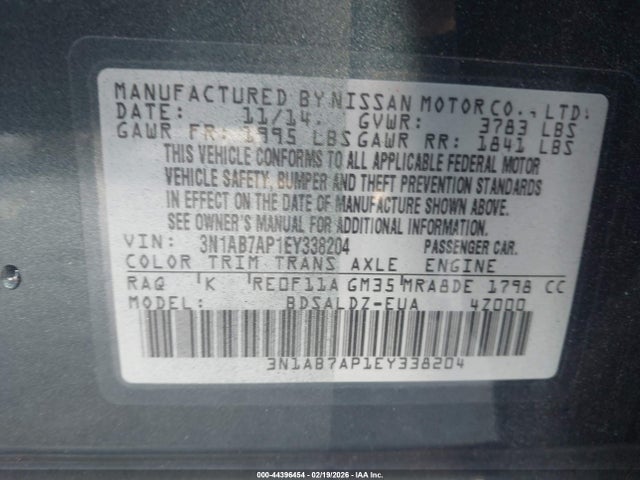 MANUFACTURED BY NISSAN MOTOR CO., LTD.
DATE: 11/14. GVWR: 3783 LBS
GAWR FR: 1995 LBS GAWR RR: 1841 LBS
THIS VEHICLE CONFORMS TO ALL APPLICABLE FEDERAL MOTOR
VEHICLE SAFETY, BUMPER AND THEFT PREVENTION STANDARDS
IN EFFECT ON THE DATE OF MANUFACTURE SHOWN ABOVE.
SEE OWNER'S MANUAL FOR ADDITIONAL INFORMATION.
VIN: 3N1AB7AP1EY338204 PASSENGER CAR.
COLOR TRIM TRANS AXLE ENGINE
RAQ K RE0F11A GM35 MRA8DE 1798 CC
MODEL: BDSALDZ-EUA 4Z000
3N1AB7AP1EY338204
000-44396454 - 02/19/2026 - IAA Inc.